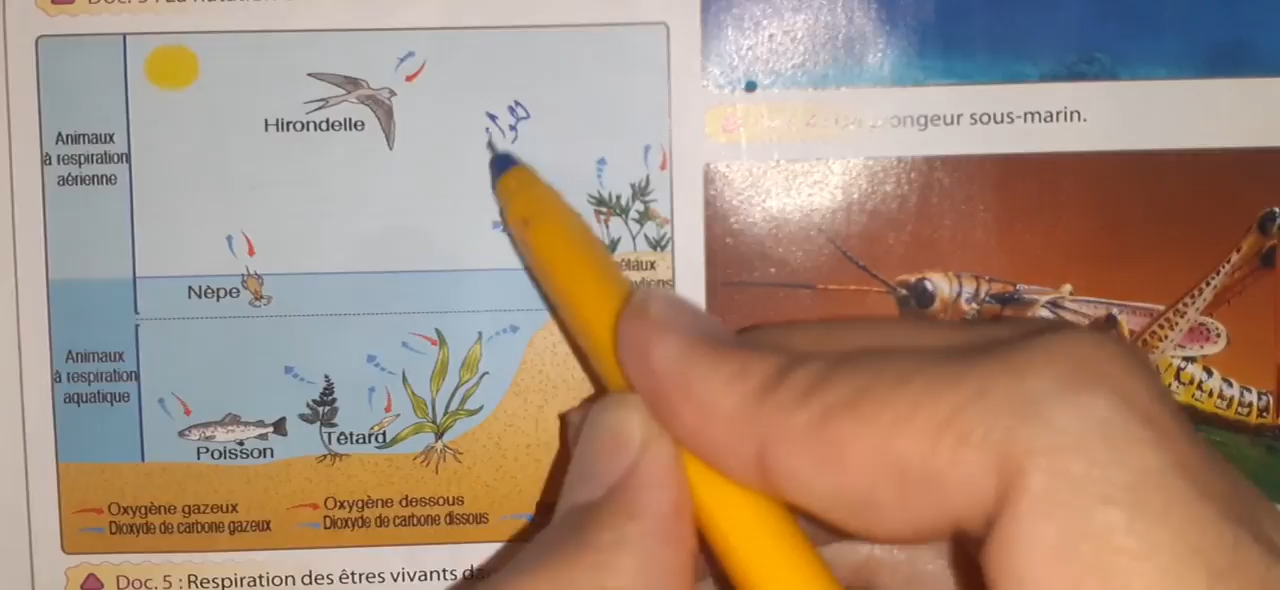 Animaux
à respiration
aérienne
Hirondelle
ongeur sous-marin.
هواء
Nèpe
Animaux
à respiration
aquatique
Poisson
Têtard
Oxygène gazeux
Dioxyde de carbone gazeux
Oxygène dessous
Dioxyde de carbone dissous
Doc. 5 : Respiration des êtres vivants